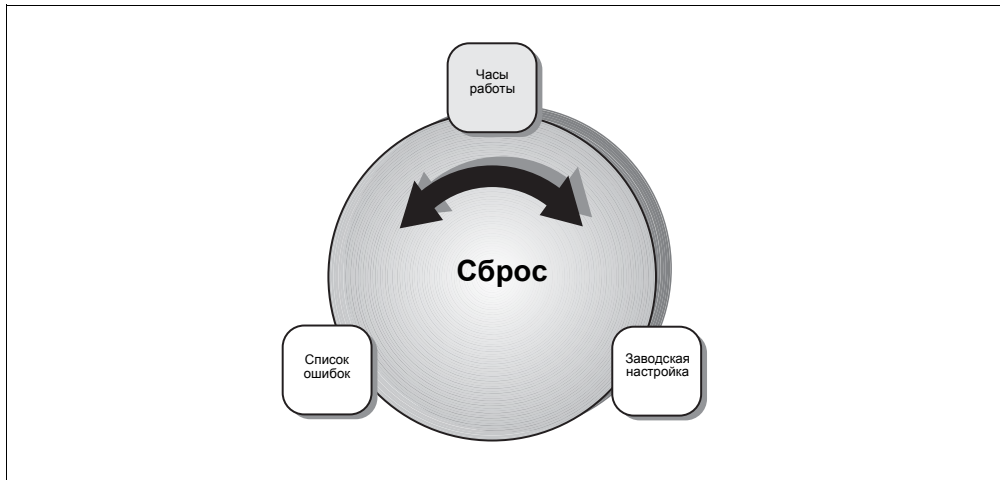 Часы
работы
Сброс
Список
ошибок
Заводская
настройка